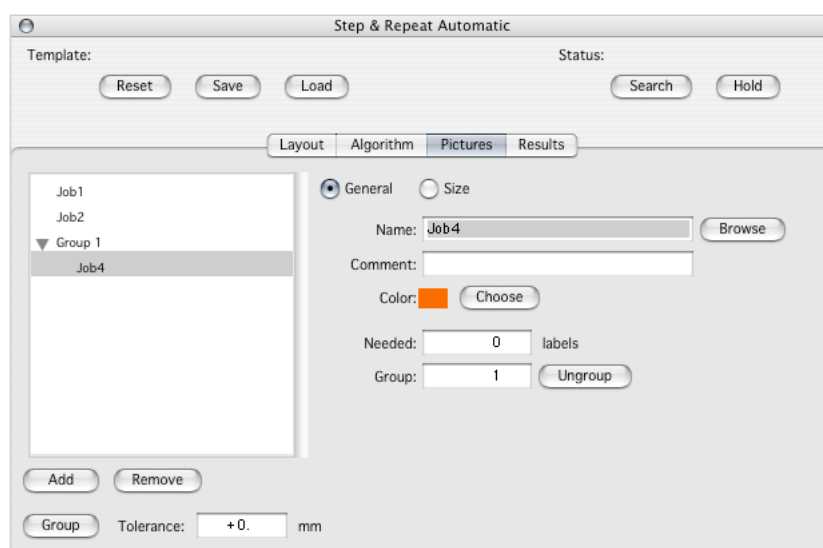 Step & Repeat Automatic
Template: Status:
Reset Save Load Search Hold
Layout Algorithm Pictures Results
Job1
Job2
Group 1
Job4
General Size
Name: Job4 Browse
Comment:
Color: Choose
Needed: 0 labels
Group: 1 Ungroup
Add Remove
Group Tolerance: +0. mm